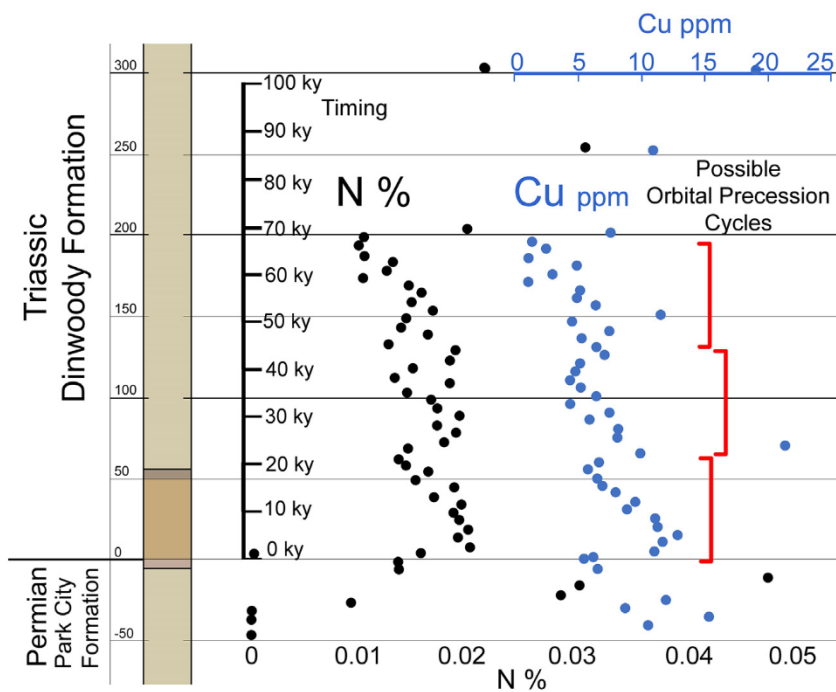 Cu ppm
0 5 10 15 20 25
300
100 ky
Timing
90 ky
250
80 ky
N %
Cu ppm
Possible
Orbital Precession
Cycles
70 ky
200
60 ky
150
50 ky
40 ky
100
30 ky
50
20 ky
10 ky
0
0 ky
-50
Triassic
Dinwoody Formation
Permian
Park City
Formation
0 0.01 0.02 0.03 0.04 0.05
N %